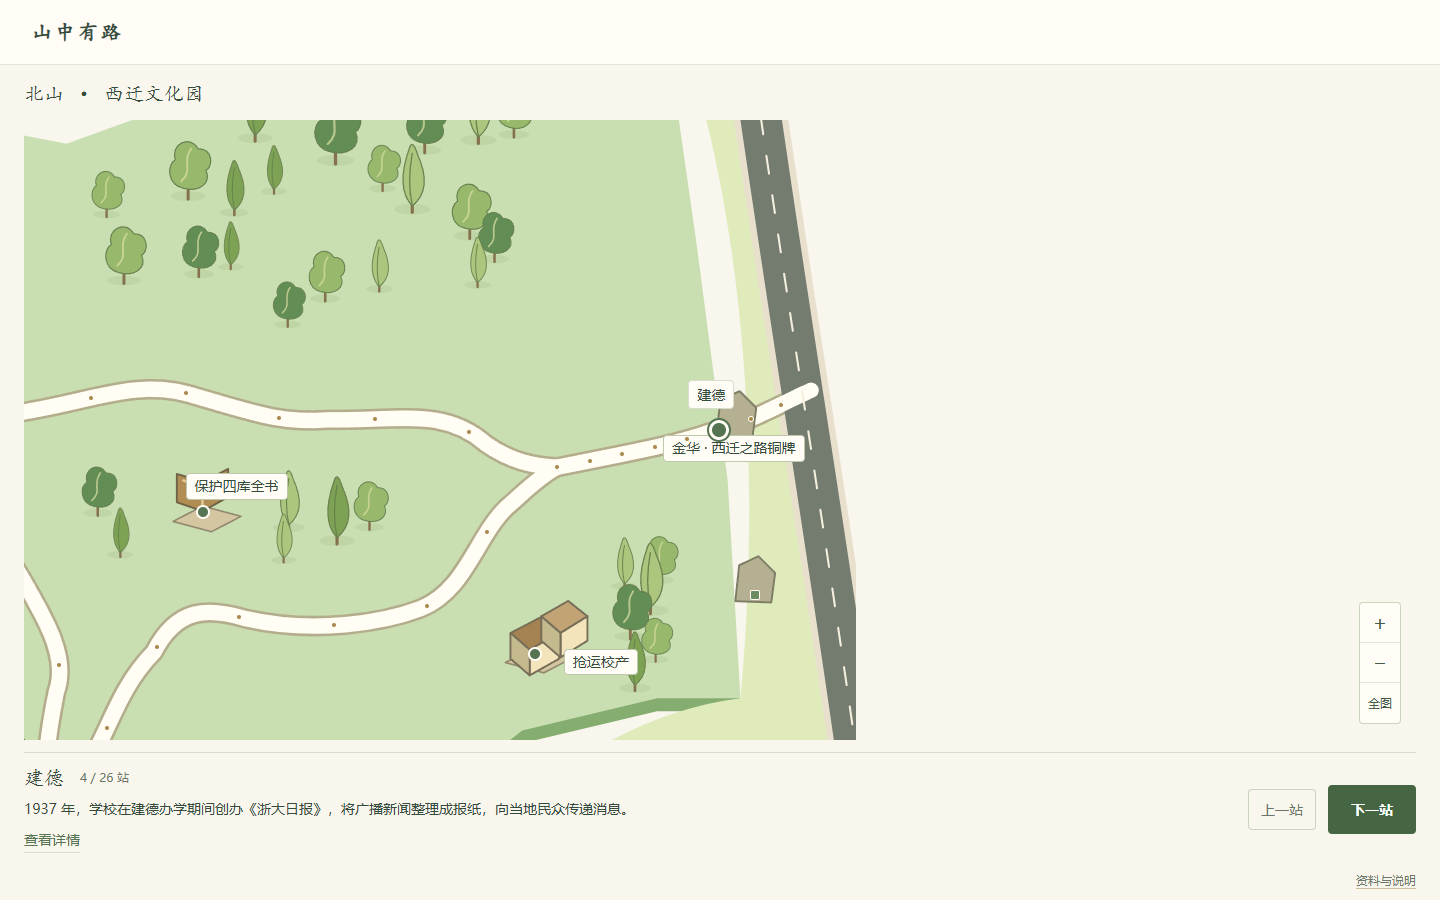 山中有路
北山 • 西迁文化园
建德
金华 · 西迁之路铜牌
保护四库全书
抢运校产
+
−
全图
建德 4 / 26 站
1937 年，学校在建德办学期间创办《浙大日报》，将广播新闻整理成报纸，向当地民众传递消息。
查看详情
上一站
下一站
资料与说明